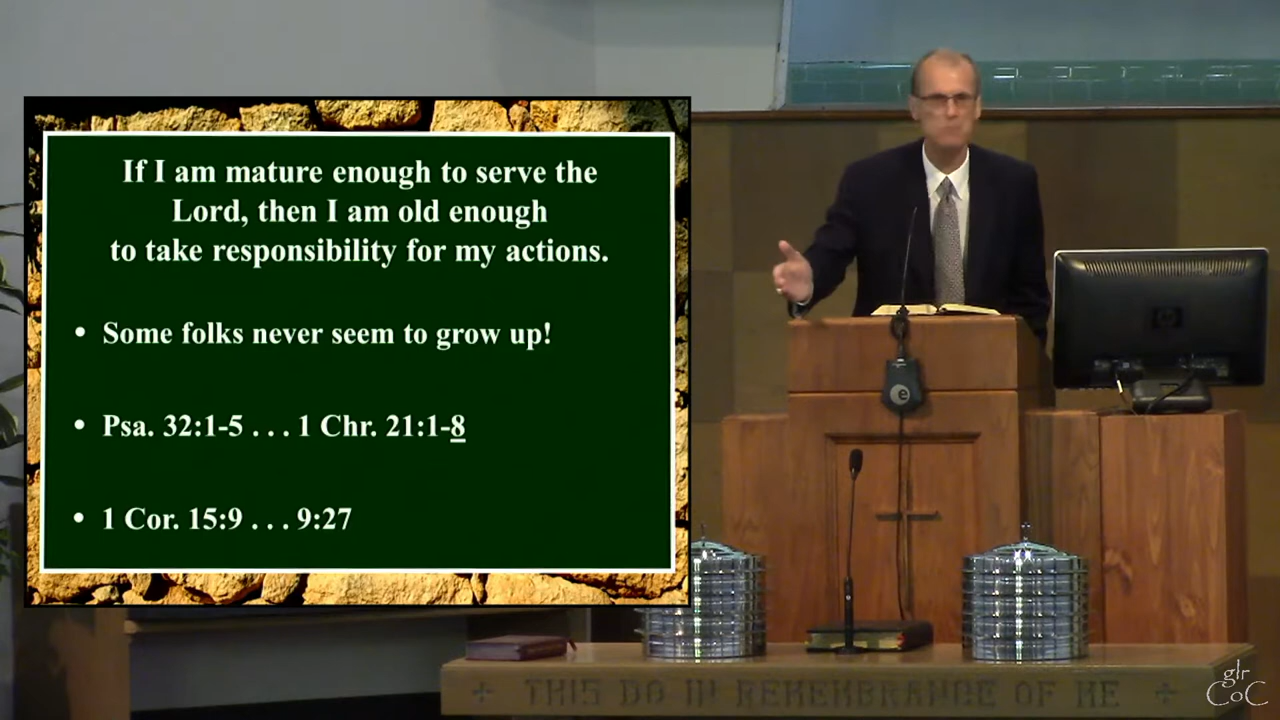 If I am mature enough to serve the
Lord, then I am old enough
to take responsibility for my actions.
• Some folks never seem to grow up!
• Psa. 32:1-5 . . . 1 Chr. 21:1-8
• 1 Cor. 15:9 . . . 9:27
hp
e
THIS DO IN REMEMBRANCE OF ME
glr
CoC